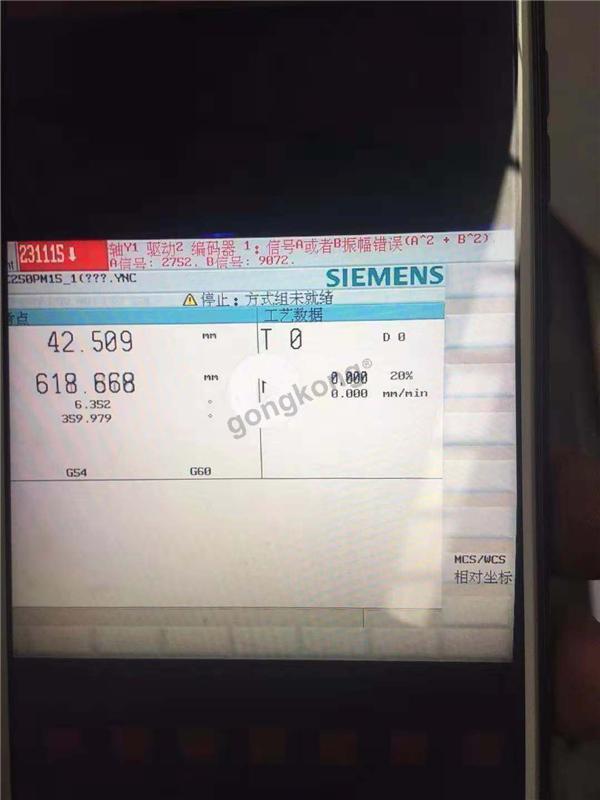 231115↓ 轴Y1 驱动2 编码器 1：信号A或者B振幅错误(A^2 + B^2).
A信号: 2752. B信号: 9072.
C250PM15_1(???.YNC
SIEMENS
停止：方式组未就绪
点 工艺数据
42.509 mm T 0 D 0
618.668 mm 0.000 20%
6.352 ° 0.000 mm/min
359.979 °
G54 G60
MCS/WCS
相对坐标
gongkong®